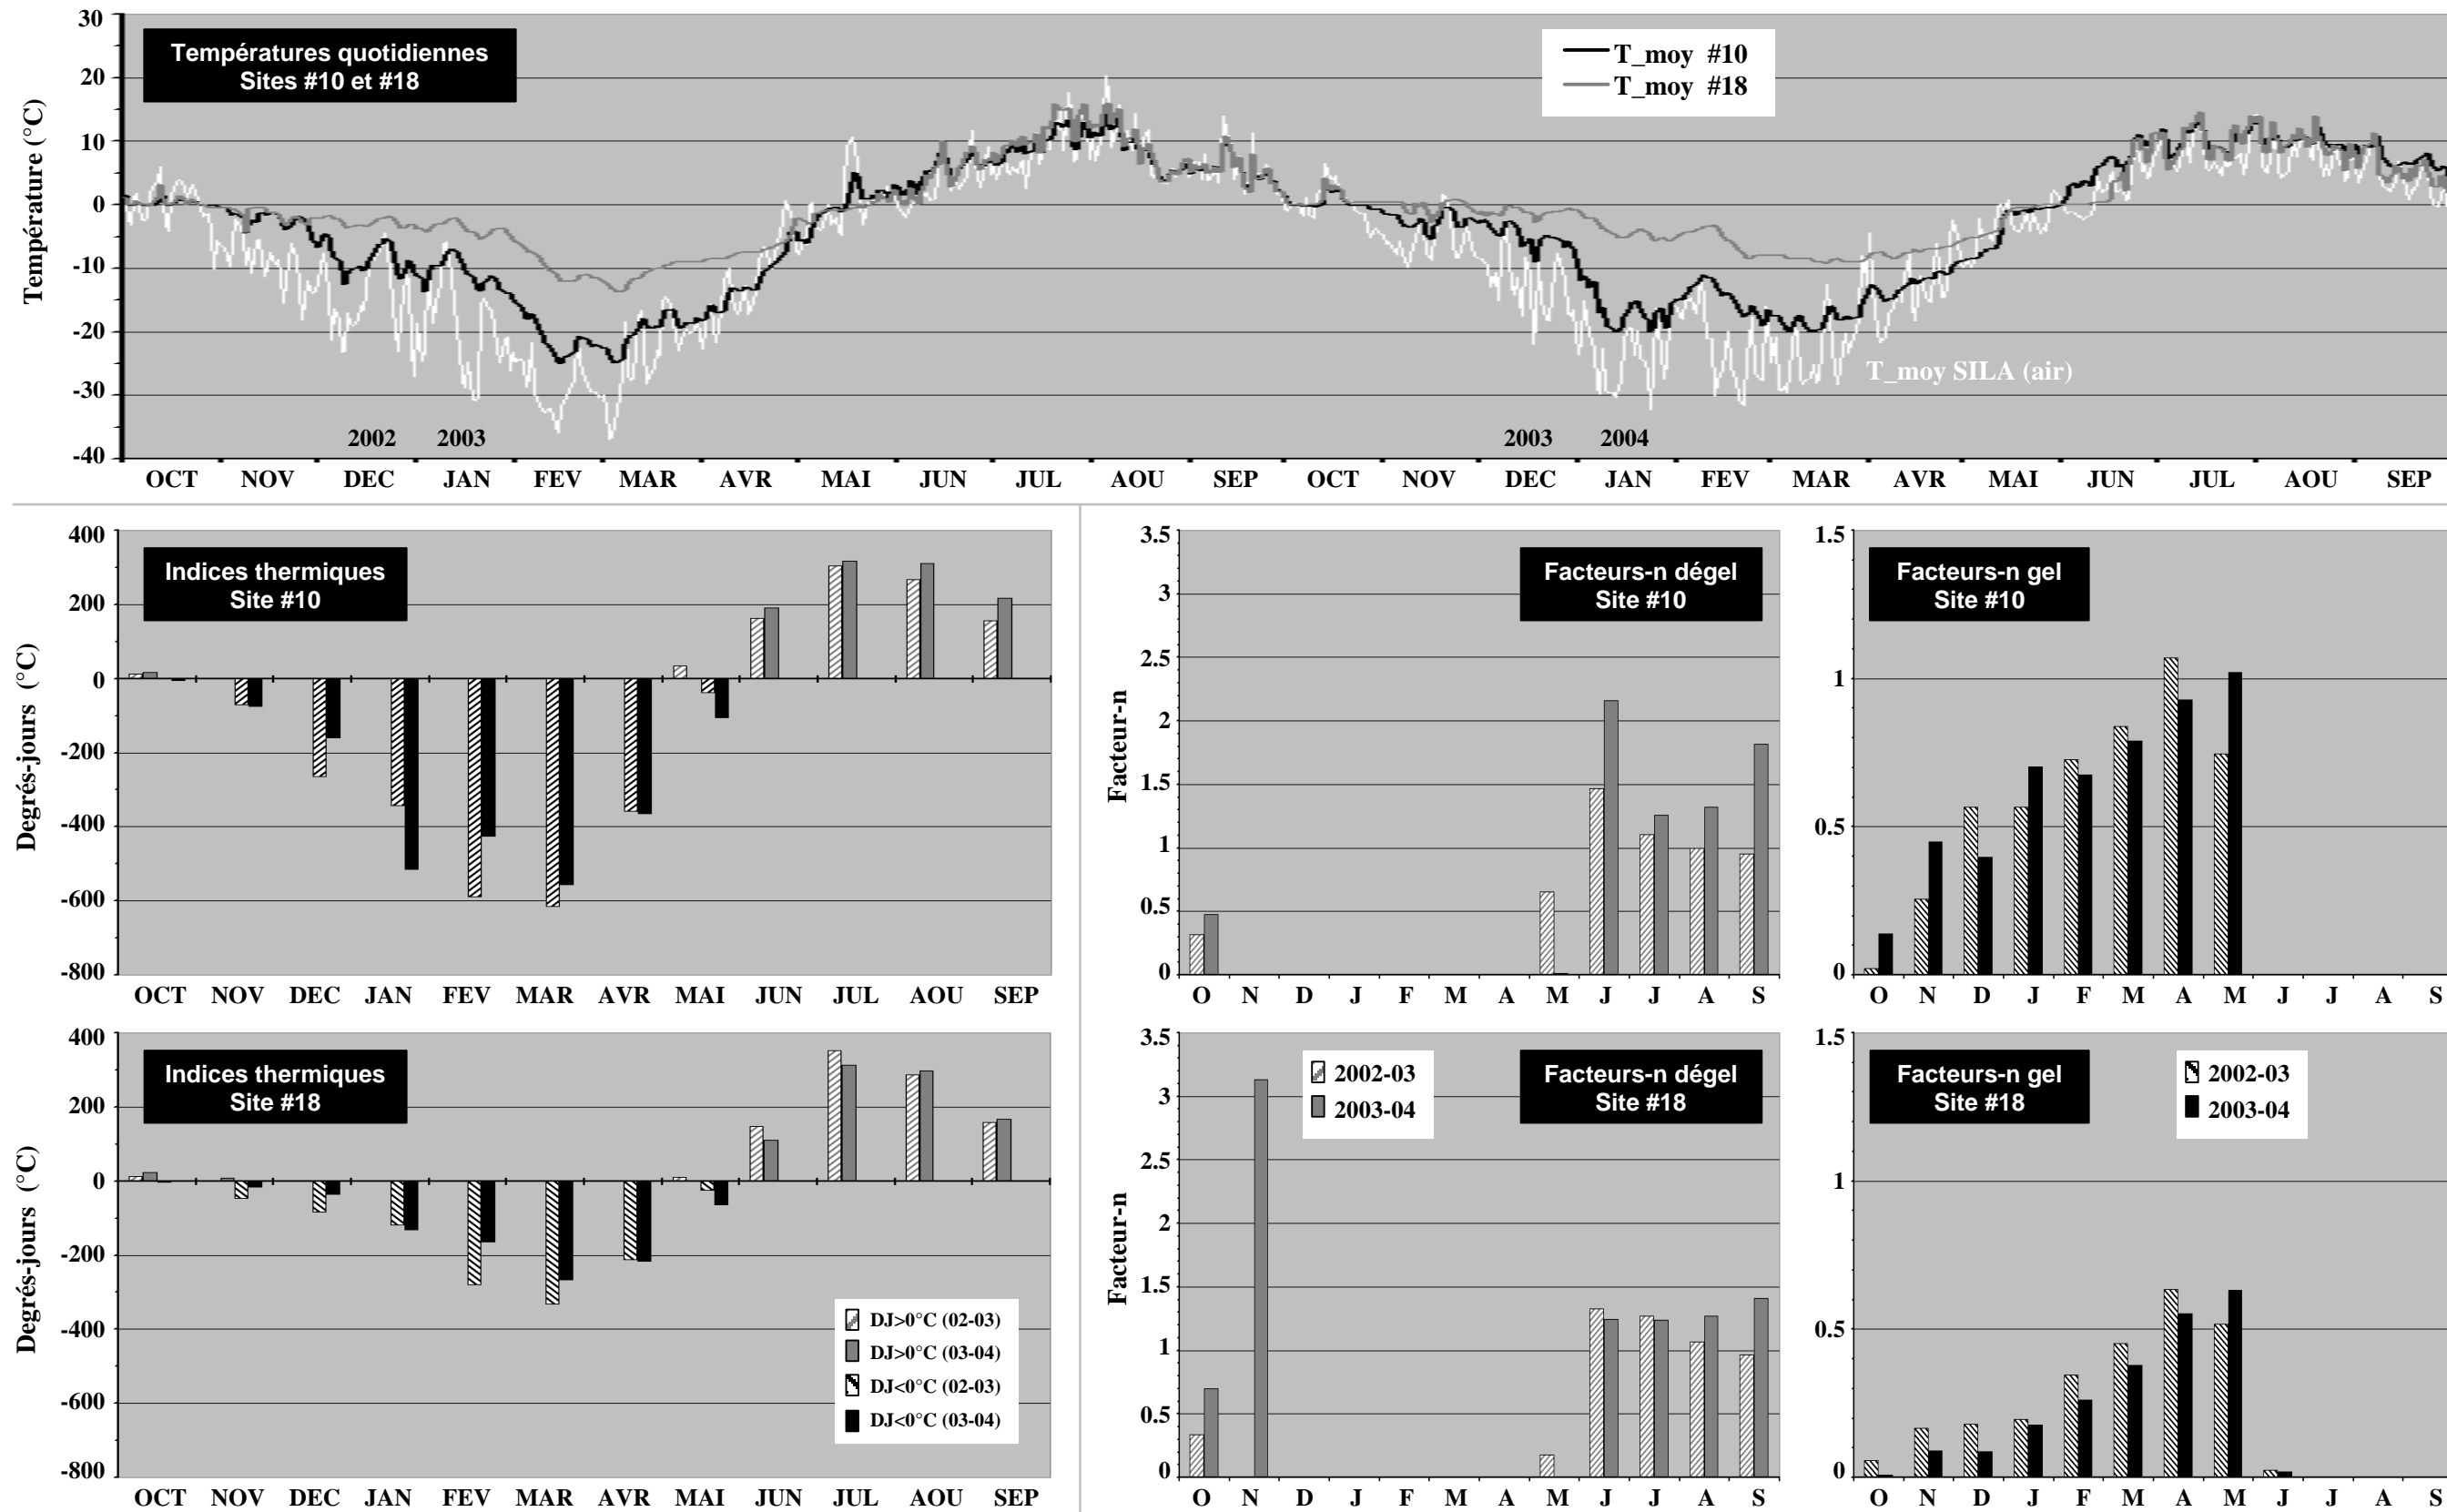 Températures quotidiennes
Sites #10 et #18
T_moy #10
T_moy #18
T_moy SILA (air)
Température (°C)
30
20
10
0
-10
-20
-30
-40
2002 2003 2003 2004
OCT NOV DEC JAN FEV MAR AVR MAI JUN JUL AOU SEP OCT NOV DEC JAN FEV MAR AVR MAI JUN JUL AOU SEP
Indices thermiques
Site #10
Degrés-jours (°C)
400
200
0
-200
-400
-600
-800
OCT NOV DEC JAN FEV MAR AVR MAI JUN JUL AOU SEP
Facteurs-n dégel
Site #10
Facteur-n
3.5
3
2.5
2
1.5
1
0.5
0
O N D J F M A M J J A S
Facteurs-n gel
Site #10
1.5
1
0.5
0
O N D J F M A M J J A S
Indices thermiques
Site #18
Degrés-jours (°C)
400
200
0
-200
-400
-600
-800
DJ>0°C (02-03)
DJ>0°C (03-04)
DJ<0°C (02-03)
DJ<0°C (03-04)
OCT NOV DEC JAN FEV MAR AVR MAI JUN JUL AOU SEP
2002-03
2003-04
Facteurs-n dégel
Site #18
Facteur-n
3.5
3
2.5
2
1.5
1
0.5
0
O N D J F M A M J J A S
Facteurs-n gel
Site #18
2002-03
2003-04
1.5
1
0.5
0
O N D J F M A M J J A S